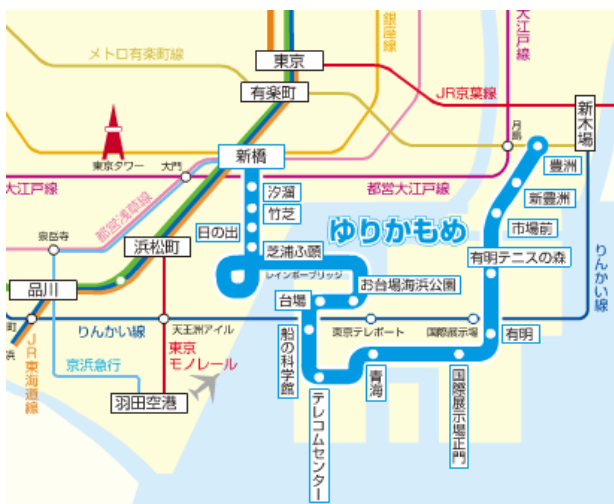 メトロ有楽町線
銀座線
大江戸線
東京
有楽町
JR京葉線
新木場
月島
東京タワー
大門
新橋
豊洲
大江戸線
都営大江戸線
新豊洲
汐留
竹芝
都営浅草線
市場前
泉岳寺
浜松町
日の出
ゆりかもめ
芝浦ふ頭
有明テニスの森
りんかい線
レインボーブリッジ
お台場海浜公園
品川
台場
りんかい線
天王洲アイル
東京テレポート
国際展示場
有明
町
浜
JR東海道線
京浜急行
東京
モノレール
船の科学館
青海
国際展示場正門
羽田空港
テレコムセンター